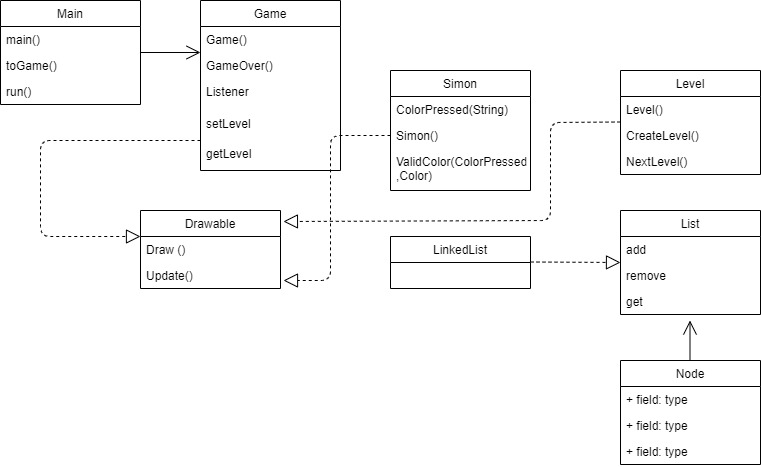 Main
main()
toGame()
run()
Game
Game()
GameOver()
Listener
setLevel
getLevel
Simon
ColorPressed(String)
Simon()
ValidColor(ColorPressed
,Color)
Level
Level()
CreateLevel()
NextLevel()
Drawable
Draw ()
Update()
LinkedList
List
add
remove
get
Node
+ field: type
+ field: type
+ field: type